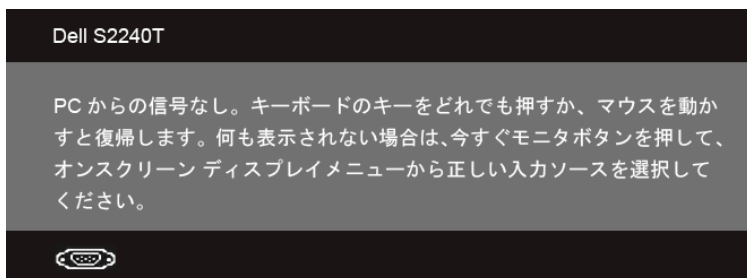 Dell S2240T
PC からの信号なし。キーボードのキーをどれでも押すか、マウスを動か
すと復帰します。何も表示されない場合は、今すぐモニタボタンを押して、
オンスクリーン ディスプレイメニューから正しい入力ソースを選択して
ください。